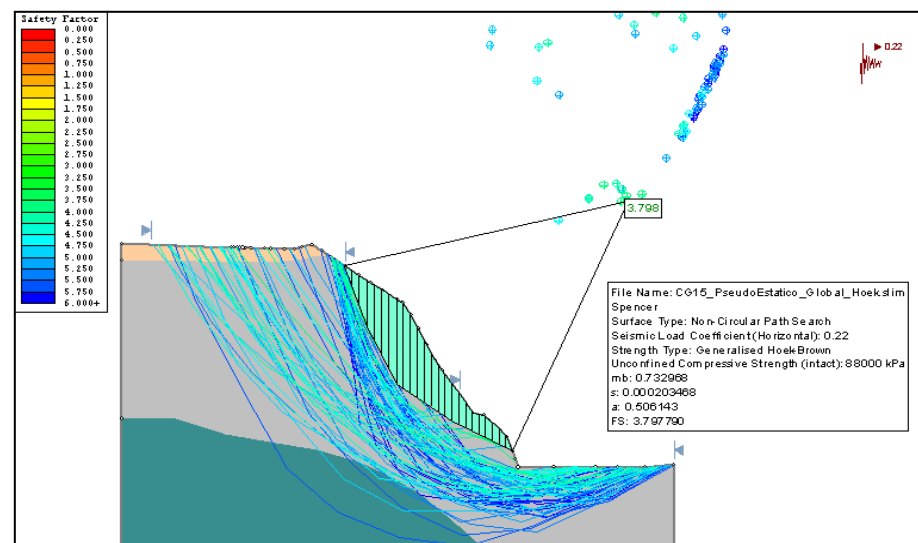 Safety Factor
0.000
0.250
0.500
0.750
1.000
1.250
1.500
1.750
2.000
2.250
2.500
2.750
3.000
3.250
3.500
3.750
4.000
4.250
4.500
4.750
5.000
5.250
5.500
5.750
6.000+
0.22
3.798
File Name: CG15_PseudoEstatico_Global_Hoek.slim
Spencer
Surface Type: Non-Circular Path Search
Seismic Load Coefficient (Horizontal): 0.22
Strength Type: Generalised Hoek-Brown
Unconfined Compressive Strength (intact): 88000 kPa
mb: 0.732968
s: 0.000203468
a: 0.506143
FS: 3.797790